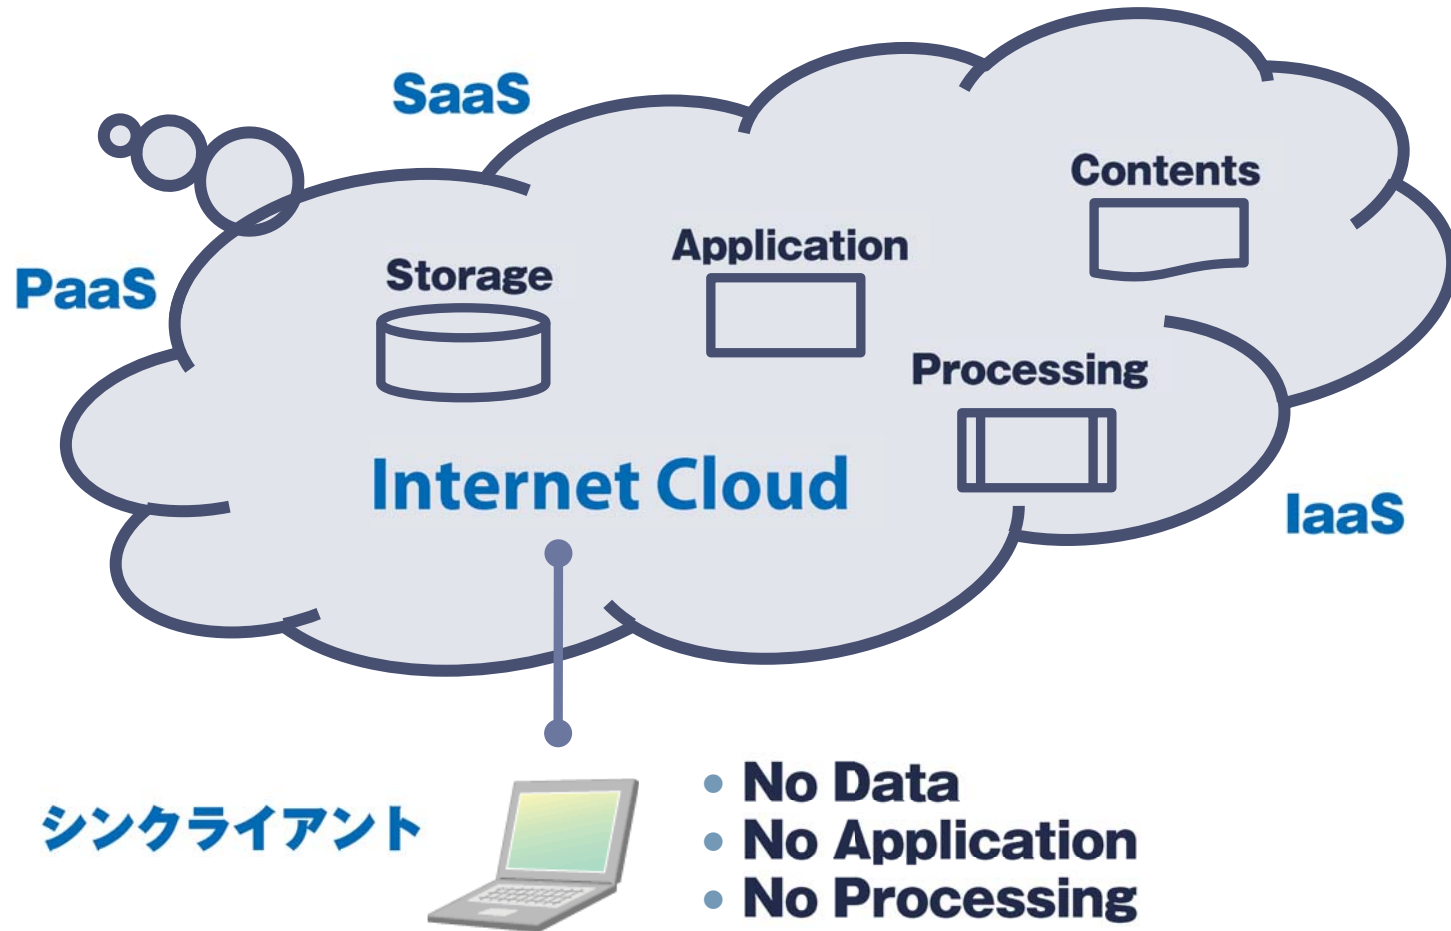 SaaS
Contents
Application
PaaS
Storage
Processing
Internet Cloud
IaaS
シンクライアント
• No Data
• No Application
• No Processing